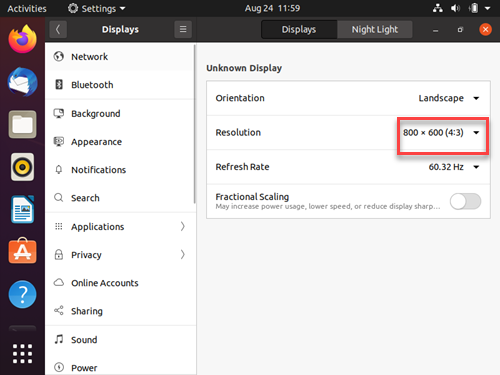 Activities
Settings
Aug 24 11:59
Displays
Displays
Night Light
Network
Bluetooth
Background
Appearance
Notifications
Search
Applications
Privacy
Online Accounts
Sharing
Sound
Power
Unknown Display
Orientation
Landscape
Resolution
800 × 600 (4:3)
Refresh Rate
60.32 Hz
Fractional Scaling
May increase power usage, lower speed, or reduce display sharp...